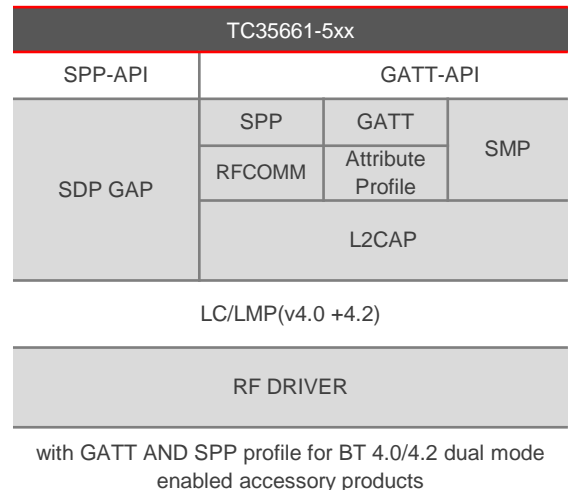 TC35661-5xx
SPP-API
GATT-API
SDP GAP
SPP
GATT
SMP
RFCOMM
Attribute
Profile
L2CAP
LC/LMP(v4.0 +4.2)
RF DRIVER
with GATT AND SPP profile for BT 4.0/4.2 dual mode
enabled accessory products